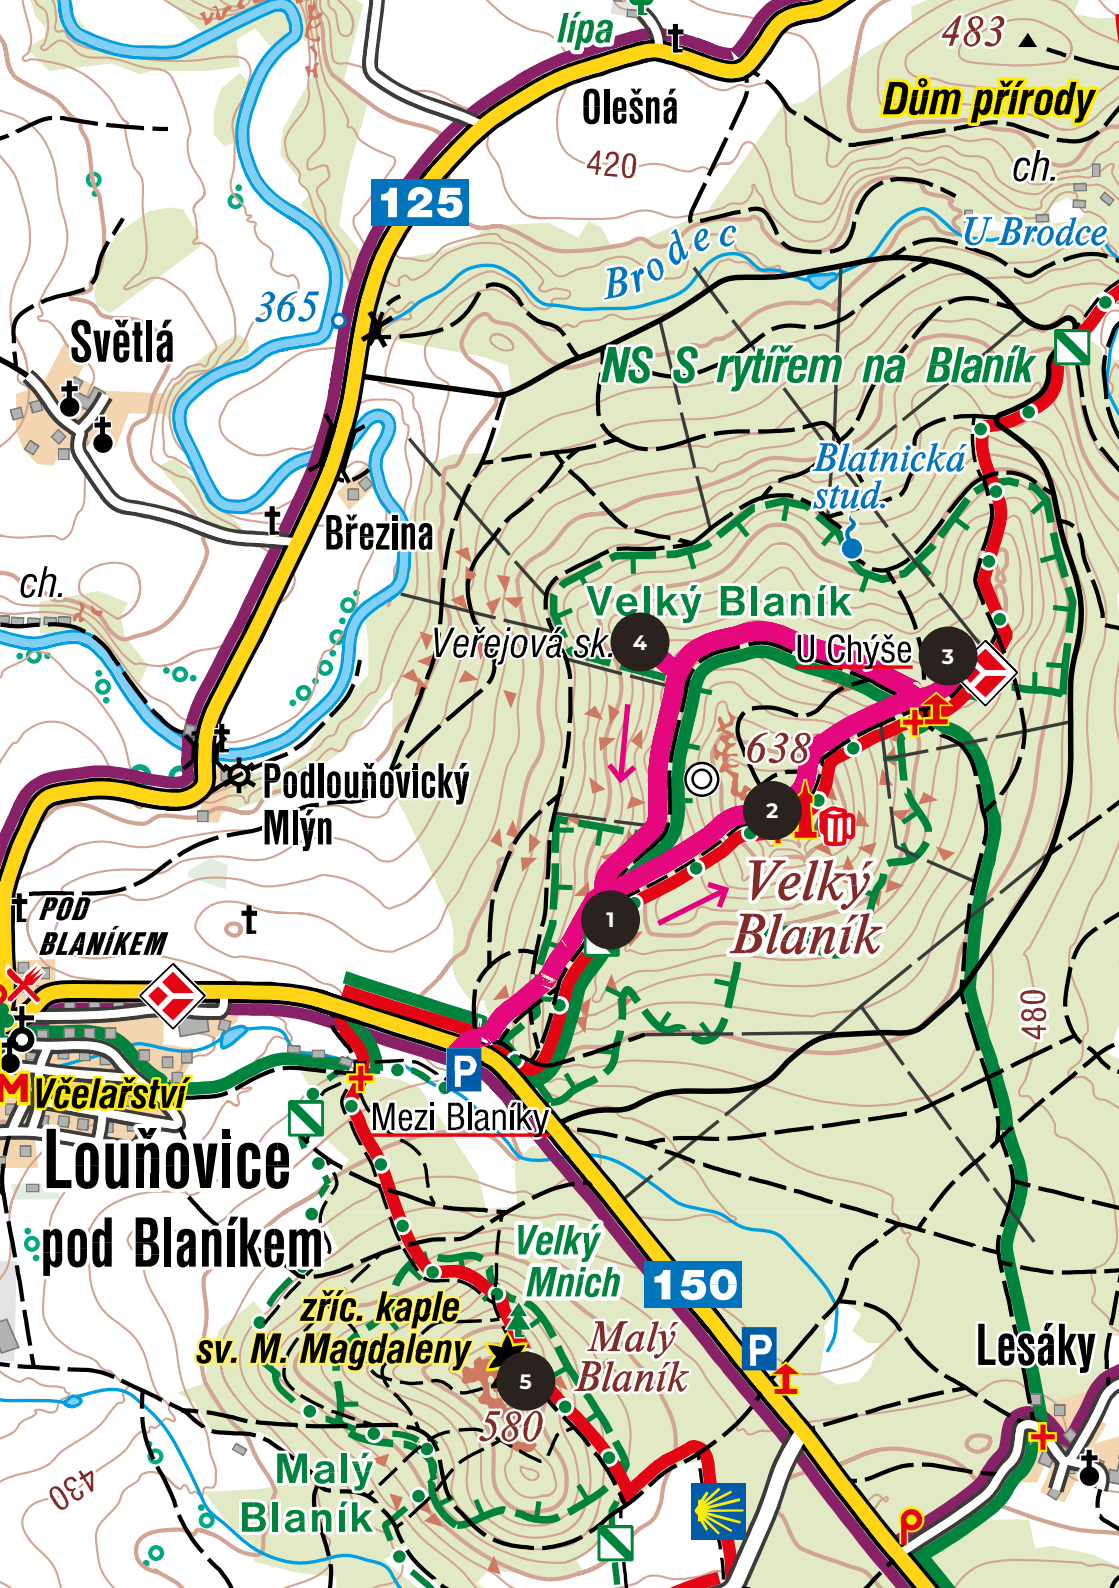 lípa
483
Dům přírody
Olešná
420
ch.
125
U Brodce
Brodec
365
Světlá
NS S rytířem na Blaník
Blatnická
stud.
Březina
ch.
Velký Blaník
Veřejová sk.
4
U Chýše
3
638
Podlouňovický
Mlýn
2
Velký
Blaník
POD
BLANÍKEM
1
480
P
M
Včelařství
Mezi Blaníky
Louňovice
pod Blaníkem
Velký
Mnich
150
zříc. kaple
sv. M. Magdaleny
Malý
Blaník
P
Lesáky
5
580
Malý
Blaník
430